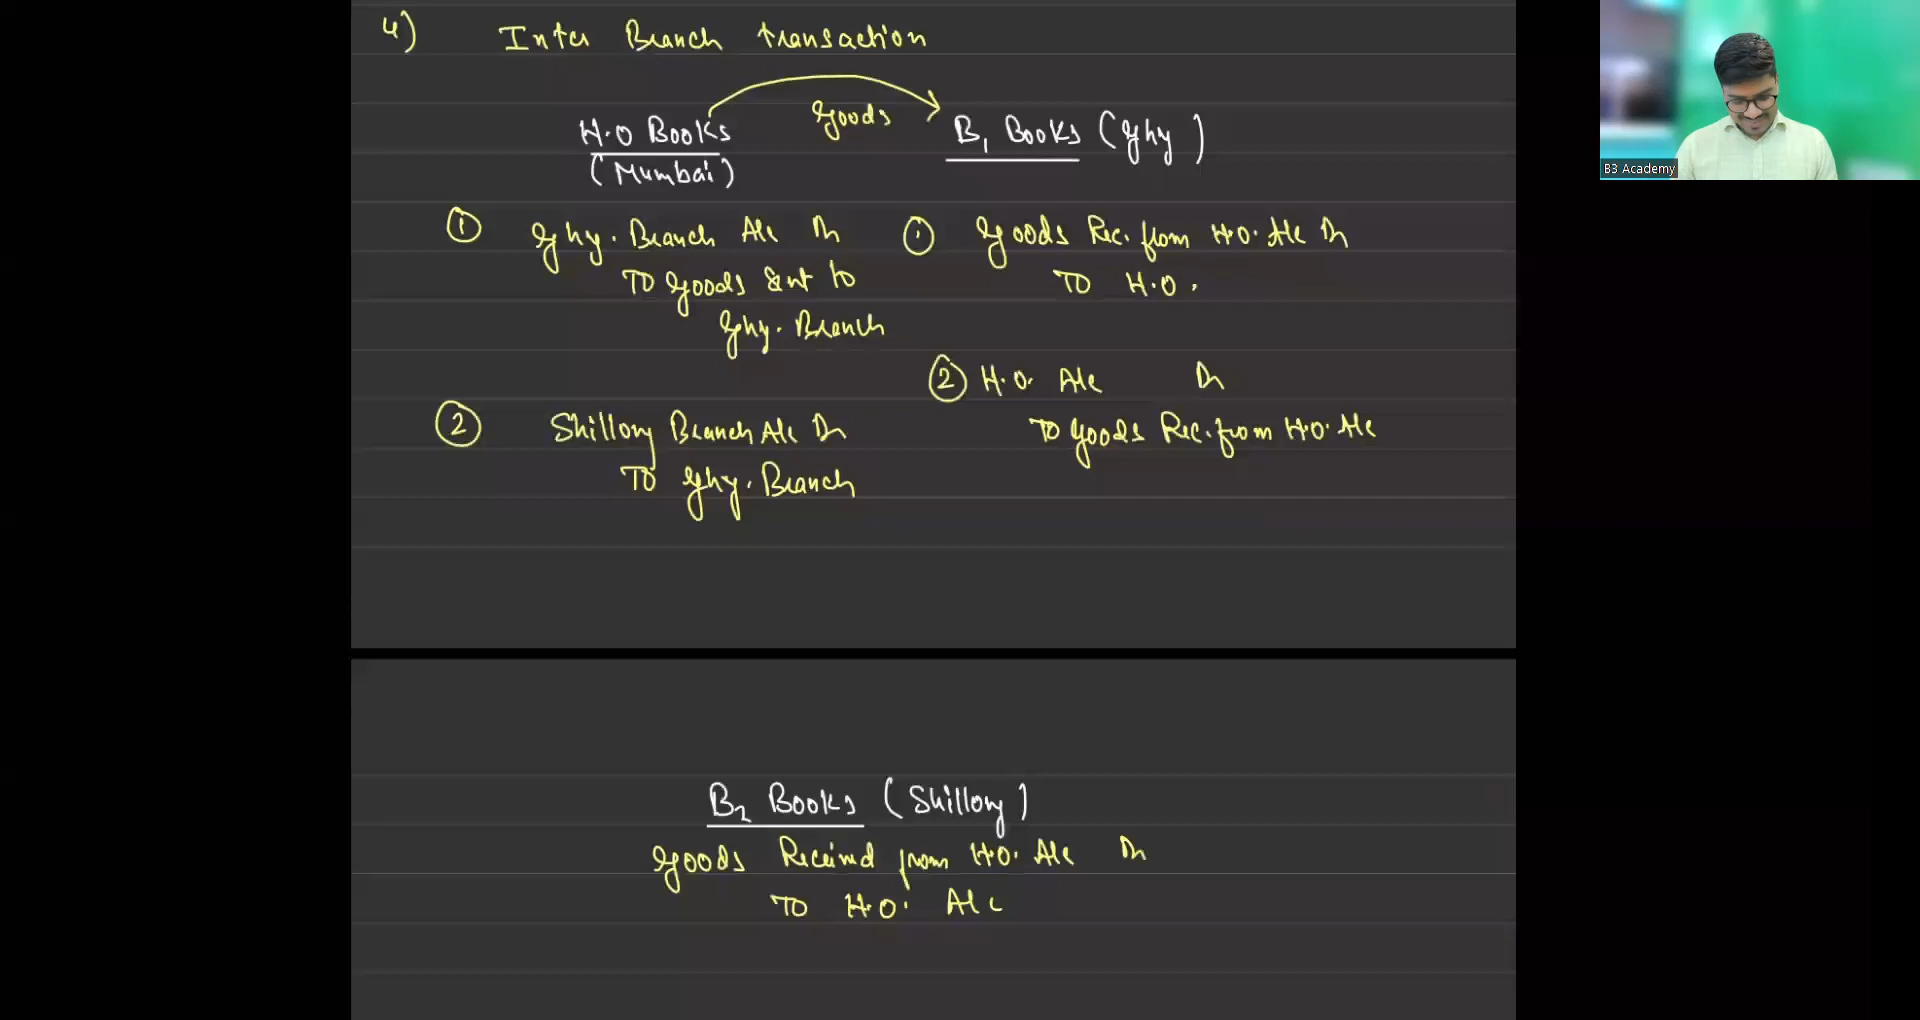 4) Inter Branch transaction
H.O Books
(Mumbai)
Goods
B1 Books (Ghy)
① Ghy. Branch A/c Dr
To Goods Sent to
Ghy. Branch
① Goods Rec. from H.O. A/c Dr
To H.O.
② H.O. A/c Dr
To Goods Rec. from H.O. A/c
② Shillong Branch A/c Dr
To Ghy. Branch
B2 Books (Shillong)
Goods Received from H.O. A/c Dr
To H.O. A/c
B3 Academy